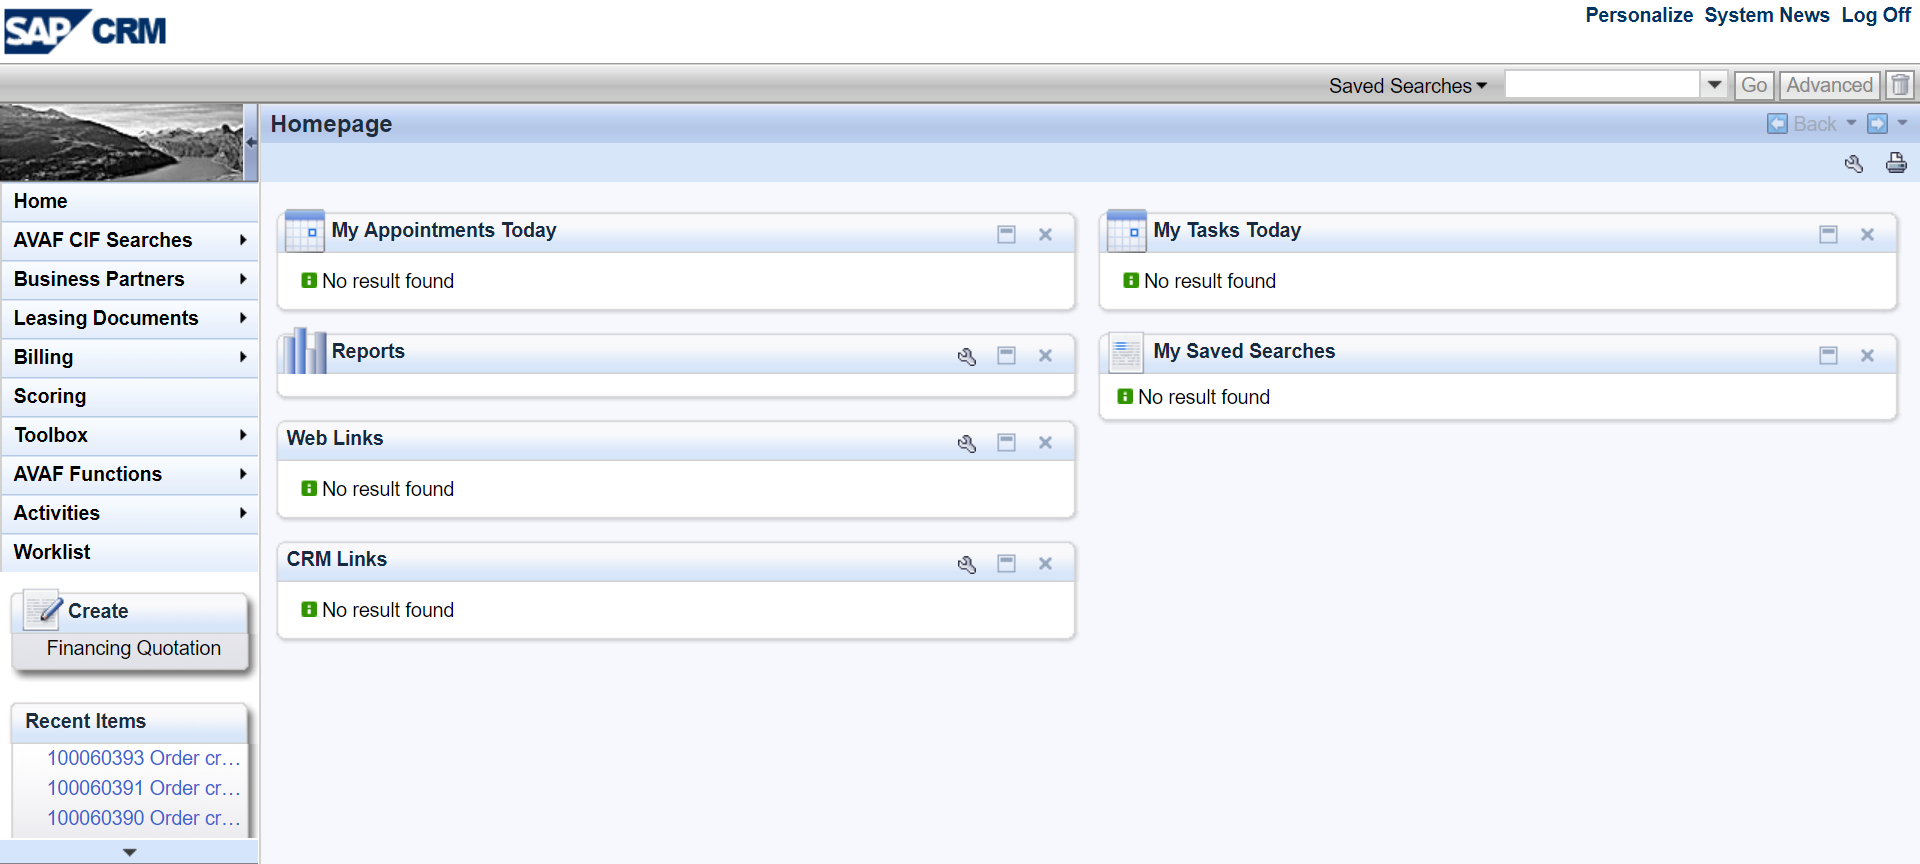 SAP CRM
Personalize System News Log Off
Saved Searches
Go
Advanced
Homepage
Back
Home
AVAF CIF Searches
Business Partners
Leasing Documents
Billing
Scoring
Toolbox
AVAF Functions
Activities
Worklist
Create
Financing Quotation
Recent Items
100060393 Order cr...
100060391 Order cr...
100060390 Order cr...
My Appointments Today
No result found
Reports
Web Links
No result found
CRM Links
No result found
My Tasks Today
No result found
My Saved Searches
No result found